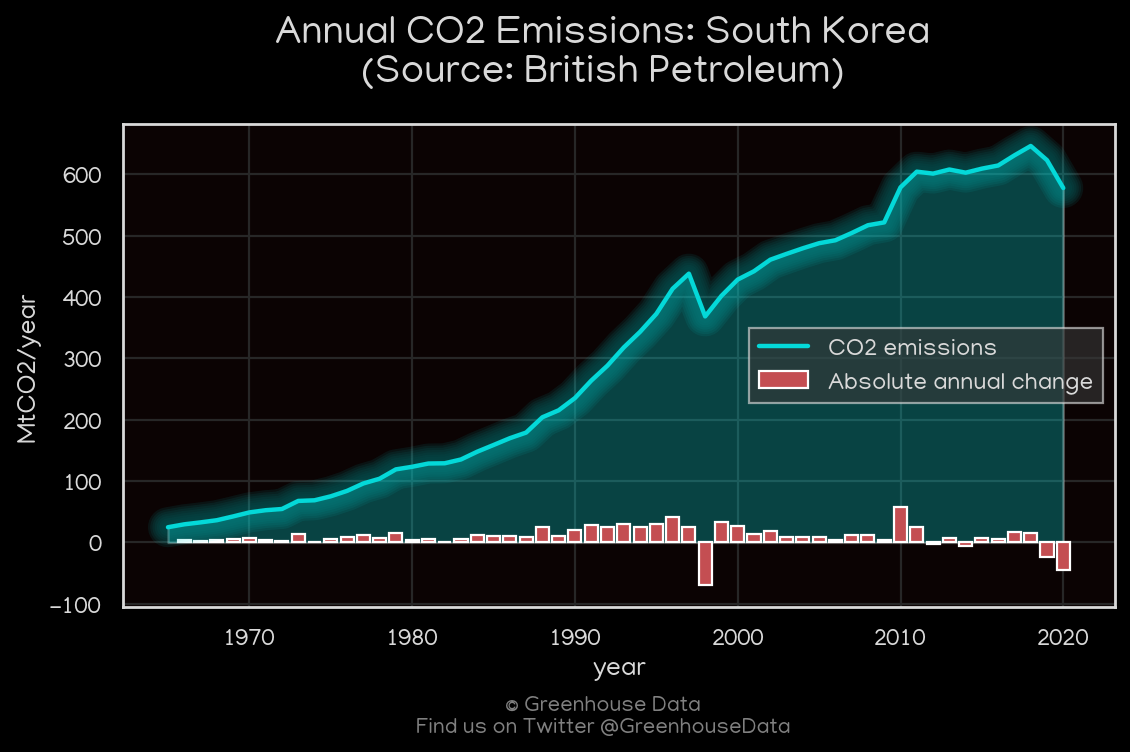 Annual CO2 Emissions: South Korea
(Source: British Petroleum)
MtCO2/year
600
500
400
300
200
100
0
−100
CO2 emissions
Absolute annual change
1970 1980 1990 2000 2010 2020
year
© Greenhouse Data
Find us on Twitter @GreenhouseData